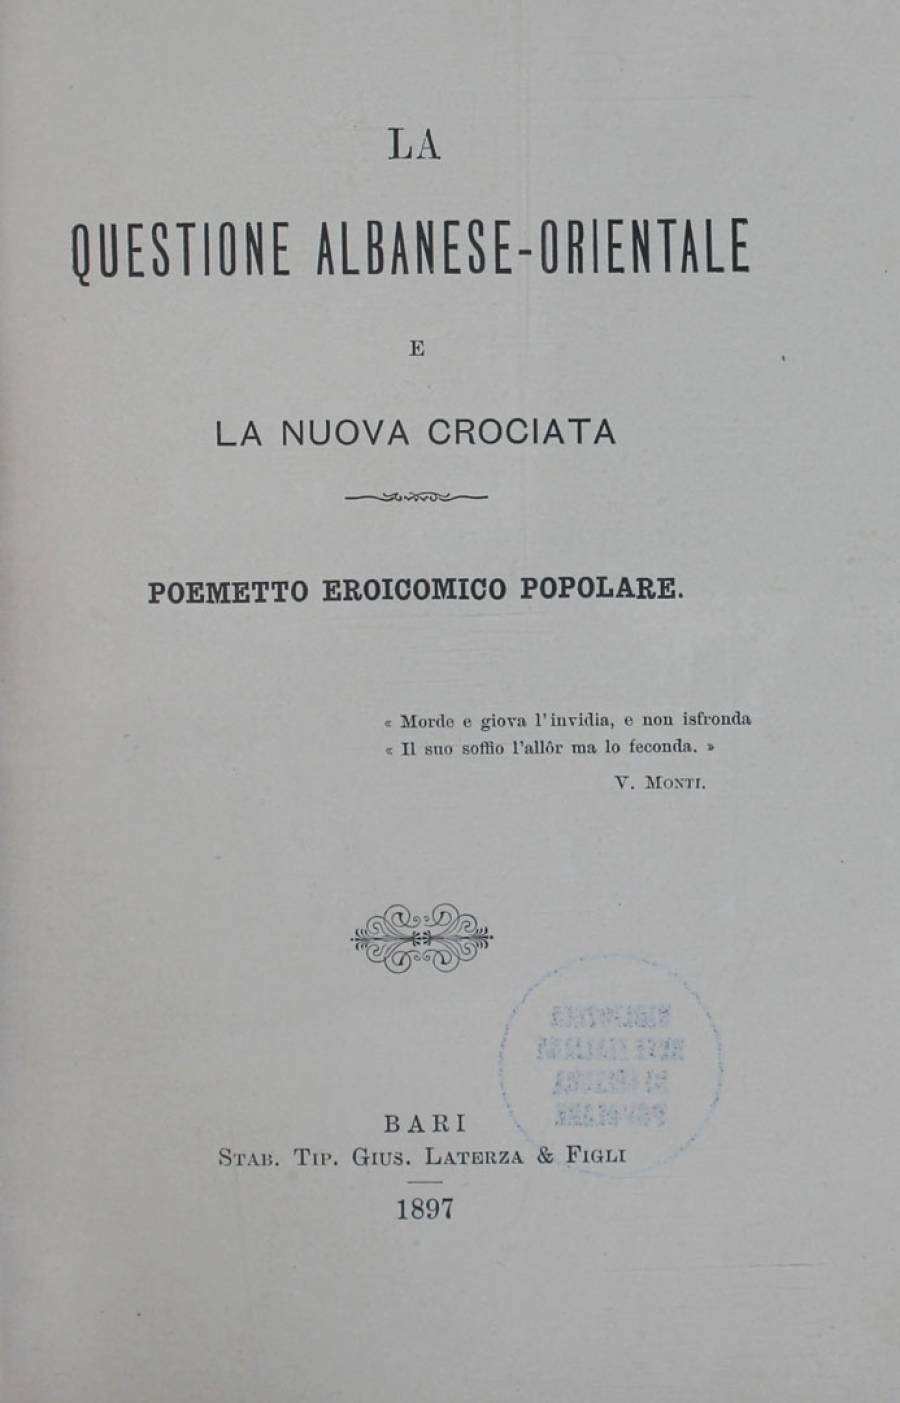 LA
QUESTIONE ALBANESE-ORIENTALE
E
LA NUOVA CROCIATA
POEMETTO EROICOMICO POPOLARE.
« Morde e giova l'invidia, e non isfronda
« Il suo soffio l'allôr ma lo feconda. »
V. MONTI.
BARI
STAB. TIP. GIUS. LATERZA & FIGLI
1897